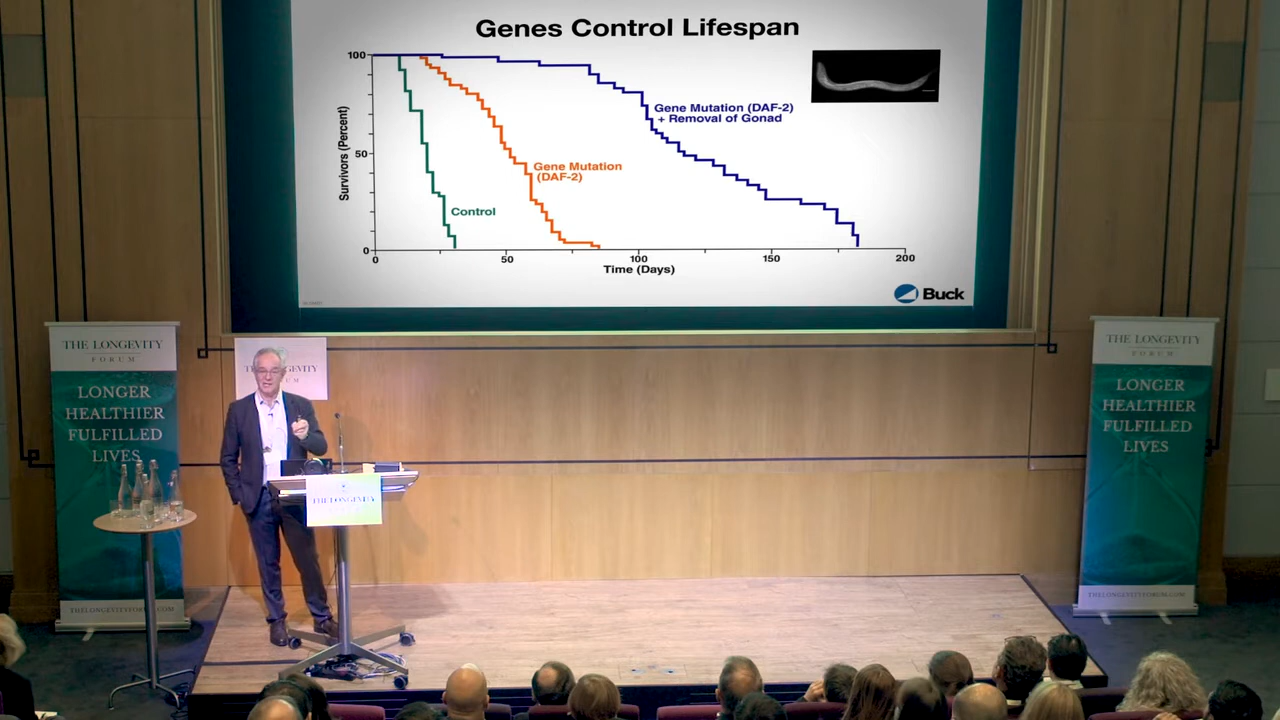 Genes Control Lifespan
100
50
0
Survivors (Percent)
Gene Mutation (DAF-2)
+ Removal of Gonad
Gene Mutation
(DAF-2)
Control
0
50
100
150
200
Time (Days)
Buck
THE LONGEVITY
FORUM
LONGER
HEALTHIER
FULFILLED
LIVES
THELONGEVITYFORUM.COM
THE LONGEVITY
FORUM
THE LONGEVITY
FORUM
LONGER
HEALTHIER
FULFILLED
LIVES
THELONGEVITYFORUM.COM